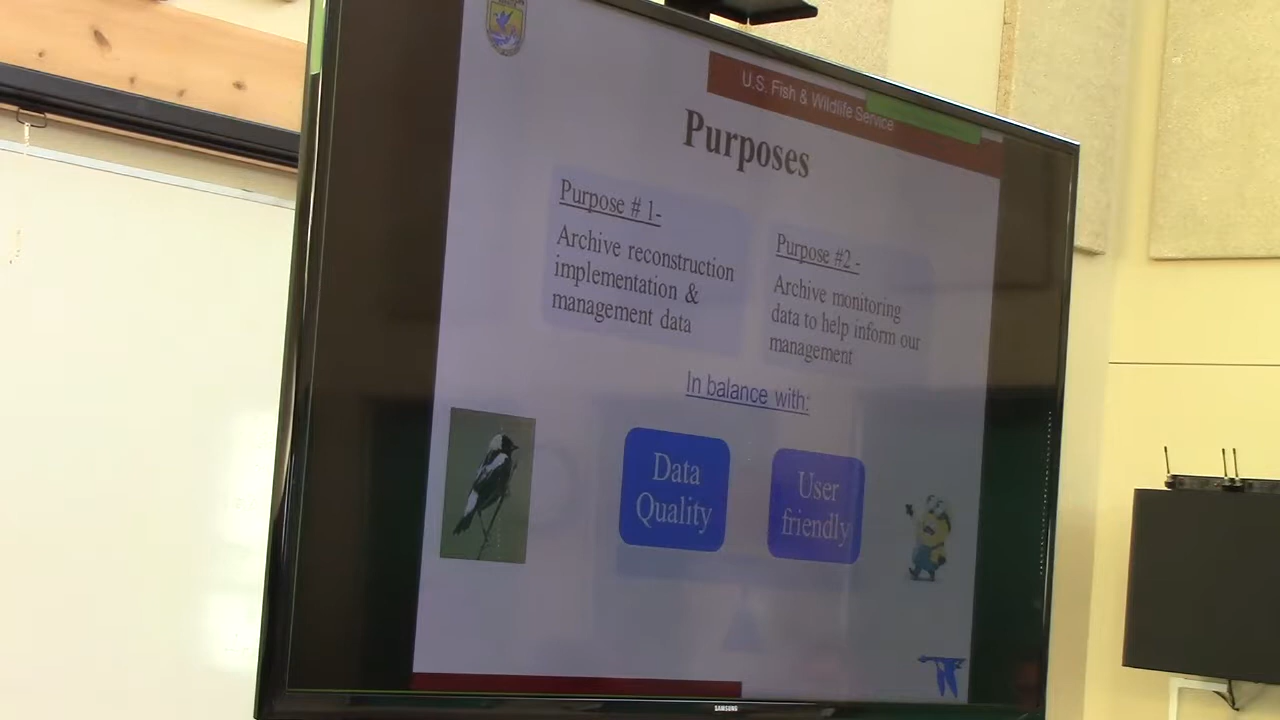 U.S. Fish & Wildlife Service
Purposes
Purpose # 1-
Archive reconstruction
implementation &
management data
Purpose #2 -
Archive monitoring
data to help inform our
management
In balance with:
Data
Quality
User
friendly
SAMSUNG